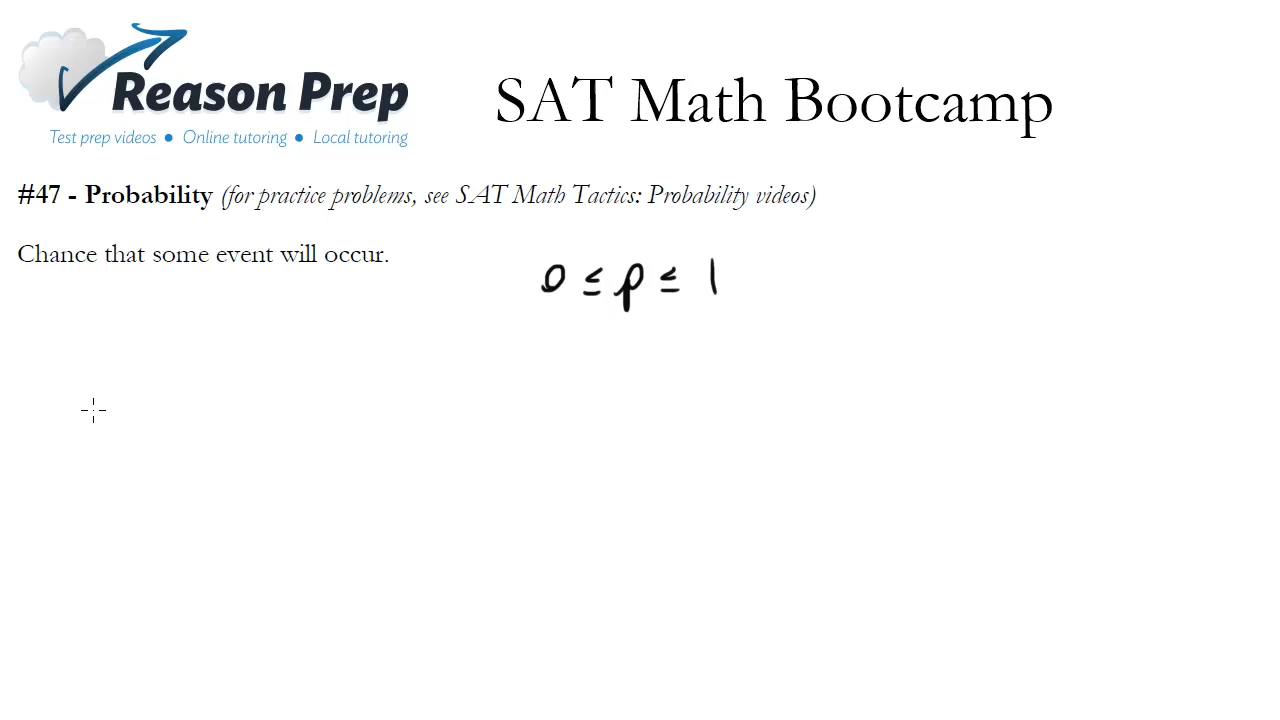 Reason Prep
Test prep videos ● Online tutoring ● Local tutoring
SAT Math Bootcamp
#47 - Probability (for practice problems, see SAT Math Tactics: Probability videos)
Chance that some event will occur.
0 ≤ p ≤ 1